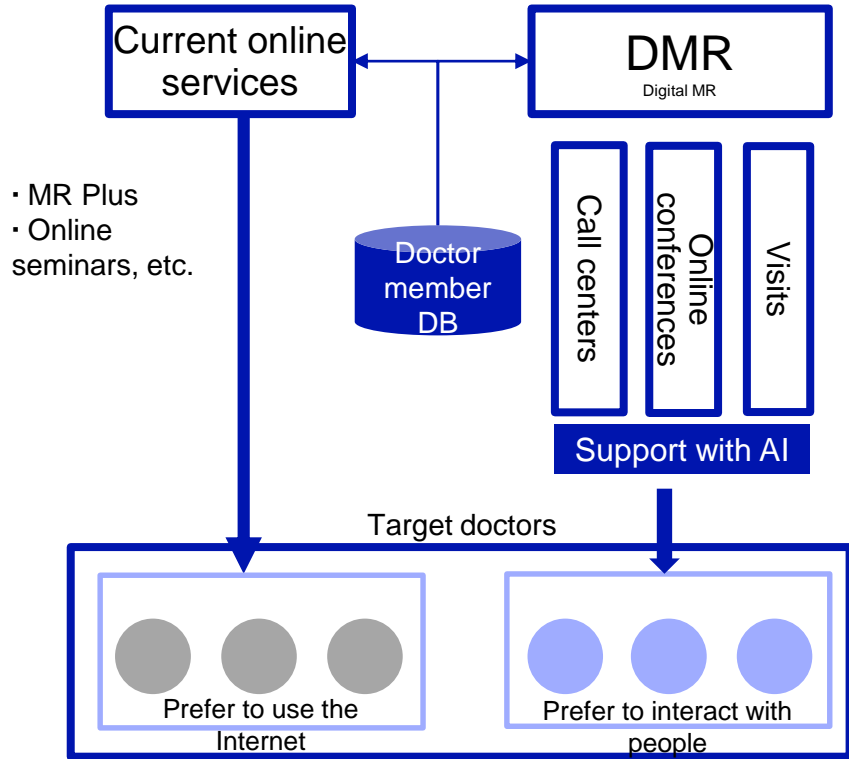 Current online
services
DMR
Digital MR
· MR Plus
· Online
seminars, etc.
Doctor
member
DB
Call centers
Online
conferences
Visits
Support with AI
Target doctors
Prefer to use the
Internet
Prefer to interact with
people